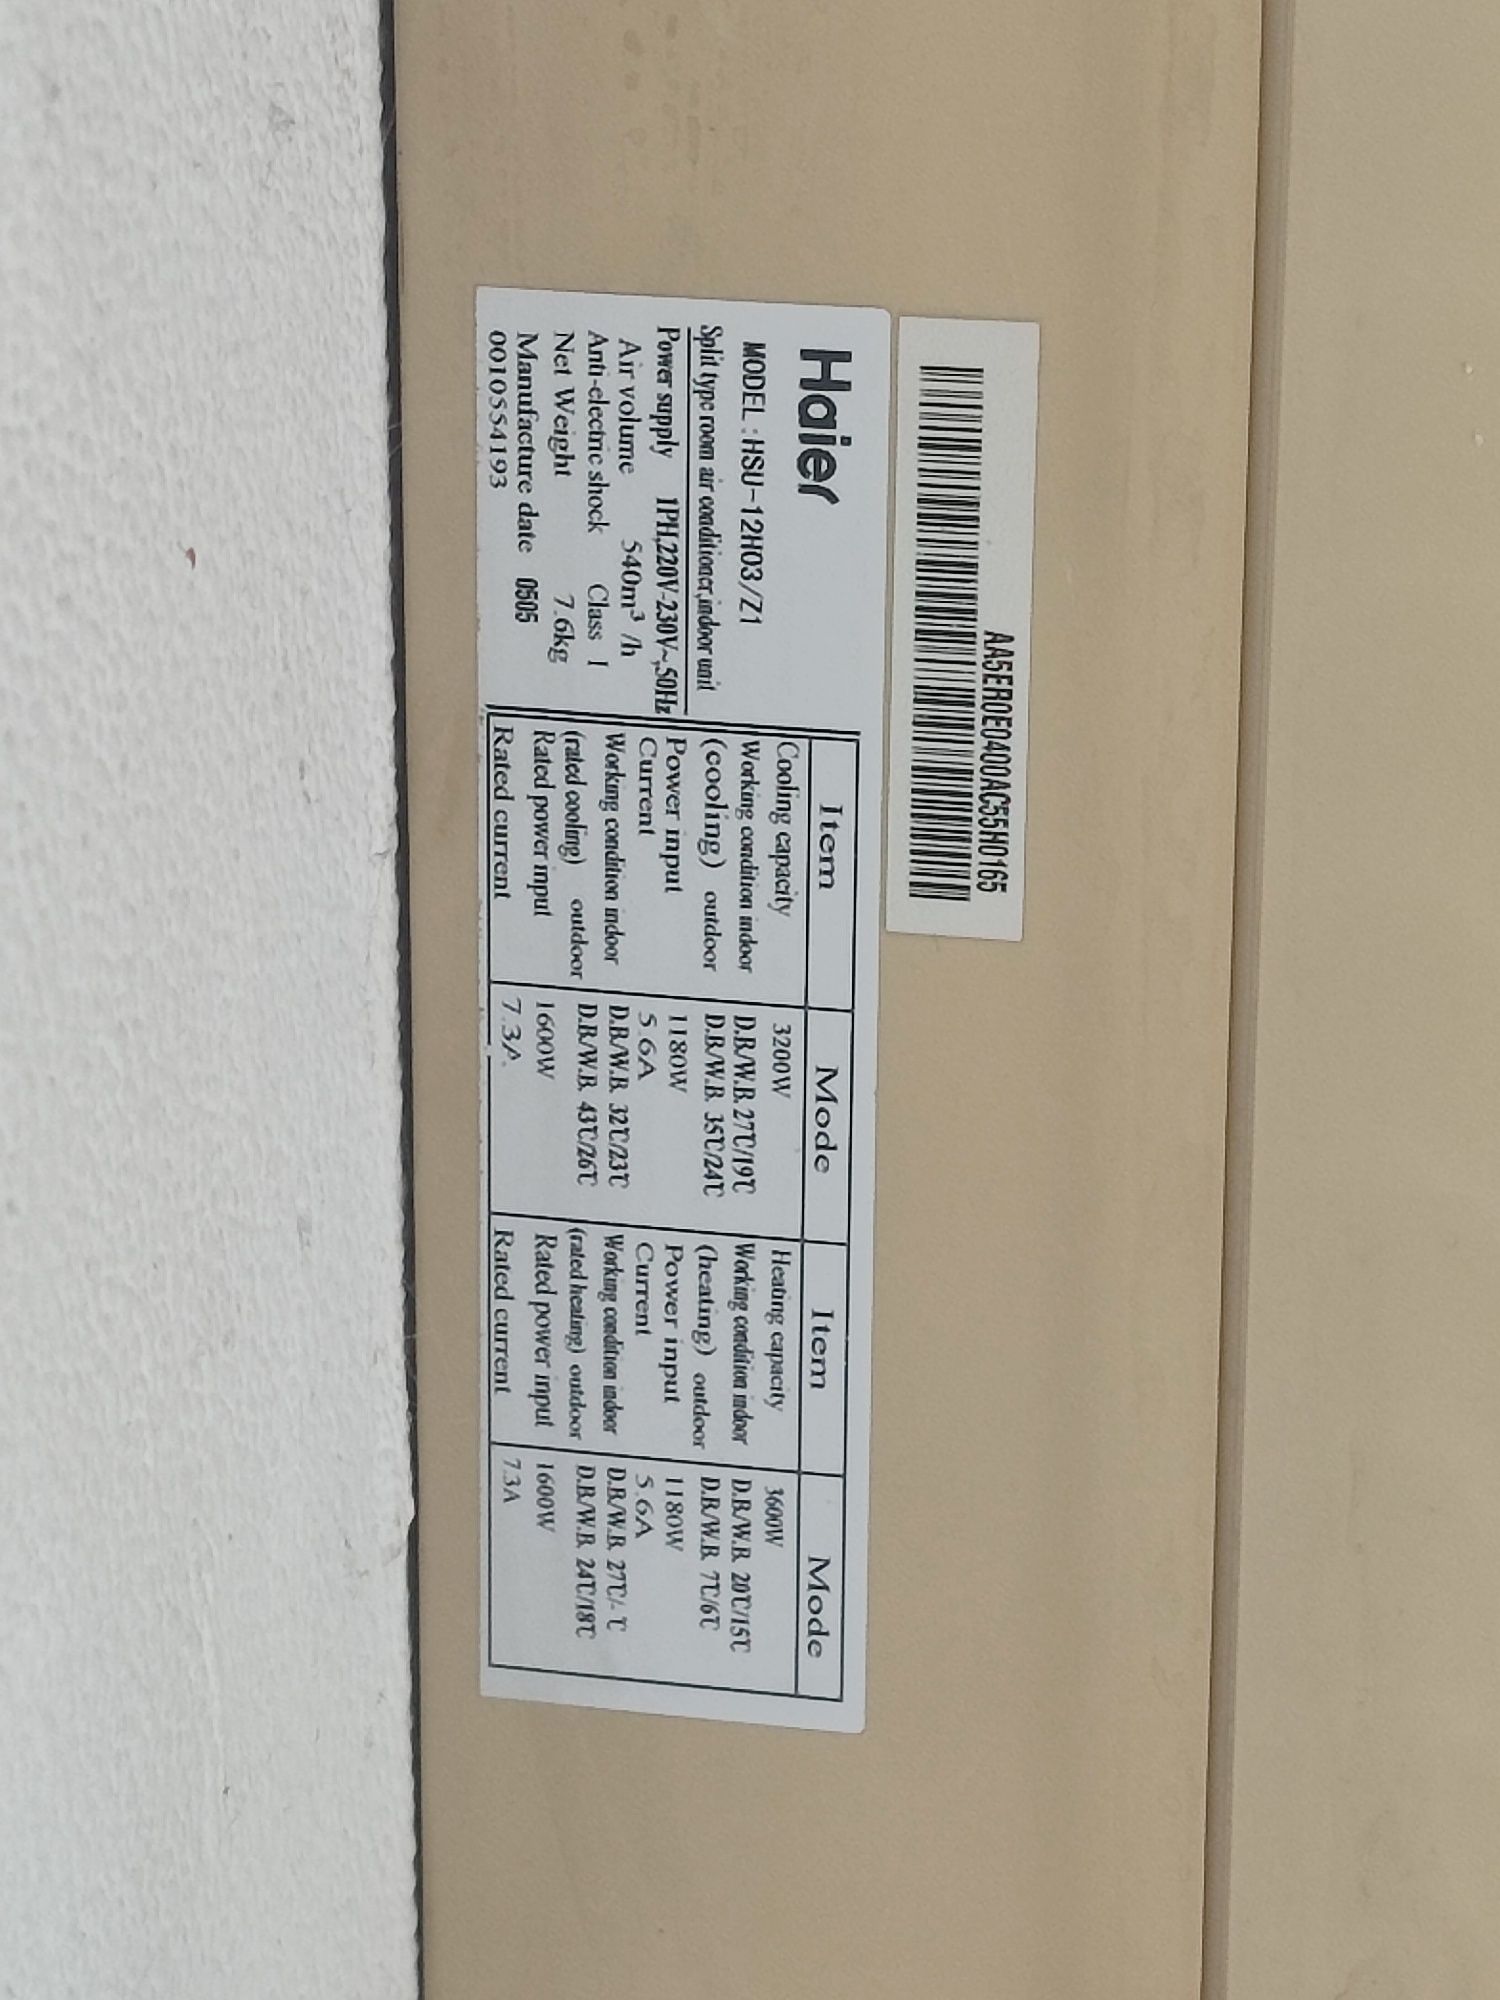 AA5ER0E0400AC55H0165
Haier
MODEL : HSU-12H03/Z1
Split type room air conditioner,indoor unit
Power supply 1PH,220V-230V~,50Hz
Air volume 540m³ /h
Anti-electric shock Class I
Net Weight 7.6kg
Manufacture date 0505
0010554193
Item Mode Item Mode
Cooling capacity 3200W Heating capacity 3600W
Working condition indoor D.B./W.B. 27℃/19℃ Working condition indoor D.B./W.B. 20℃/15℃
(cooling) outdoor D.B./W.B. 35℃/24℃ (heating) outdoor D.B./W.B. 7℃/6℃
Power input 1180W Power input 1180W
Current 5.6A Current 5.6A
Working condition indoor D.B./W.B. 32℃/23℃ Working condition indoor D.B./W.B. 27℃/- ℃
(rated cooling) outdoor D.B./W.B. 43℃/26℃ (rated heating) outdoor D.B./W.B. 24℃/18℃
Rated power input 1600W Rated power input 1600W
Rated current 7.3A Rated current 7.3A